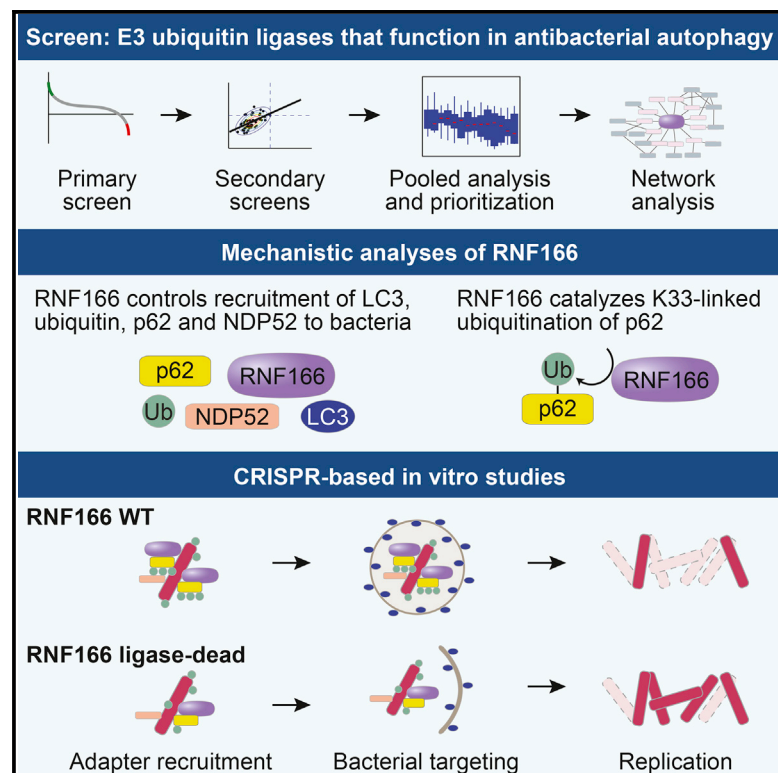 Screen: E3 ubiquitin ligases that function in antibacterial autophagy
Primary screen
Secondary screens
Pooled analysis and prioritization
Network analysis
Mechanistic analyses of RNF166
RNF166 controls recruitment of LC3,
ubiquitin, p62 and NDP52 to bacteria
p62
RNF166
Ub
NDP52
LC3
RNF166 catalyzes K33-linked
ubiquitination of p62
Ub
RNF166
p62
CRISPR-based in vitro studies
RNF166 WT
RNF166 ligase-dead
Adapter recruitment
Bacterial targeting
Replication